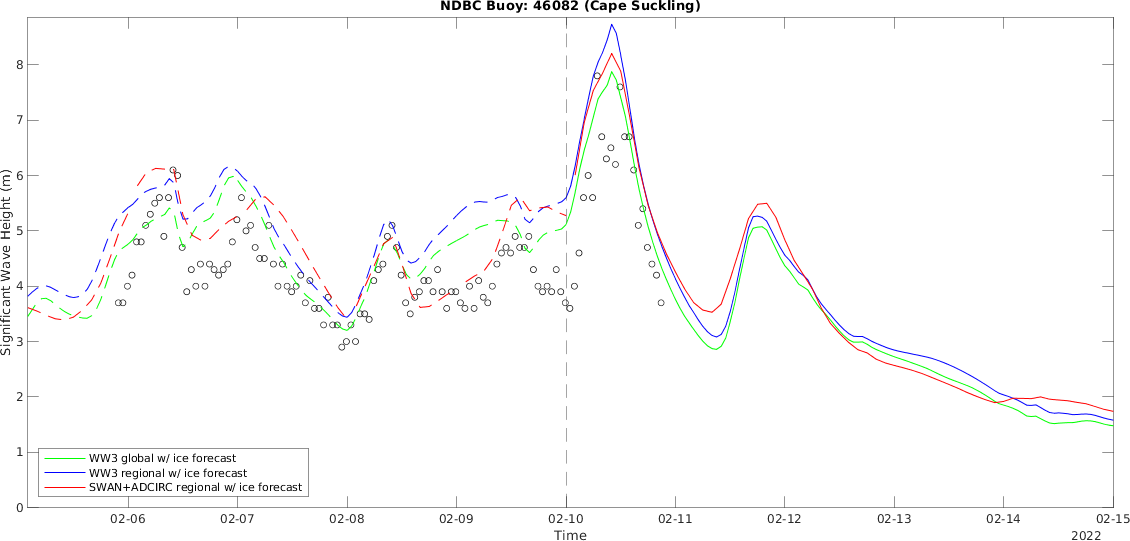 NDBC Buoy: 46082 (Cape Suckling)
Significant Wave Height (m)
8
7
6
5
4
3
2
1
0
WW3 global w/ ice forecast
WW3 regional w/ ice forecast
SWAN+ADCIRC regional w/ ice forecast
02-06 02-07 02-08 02-09 02-10 02-11 02-12 02-13 02-14 02-15
Time
2022